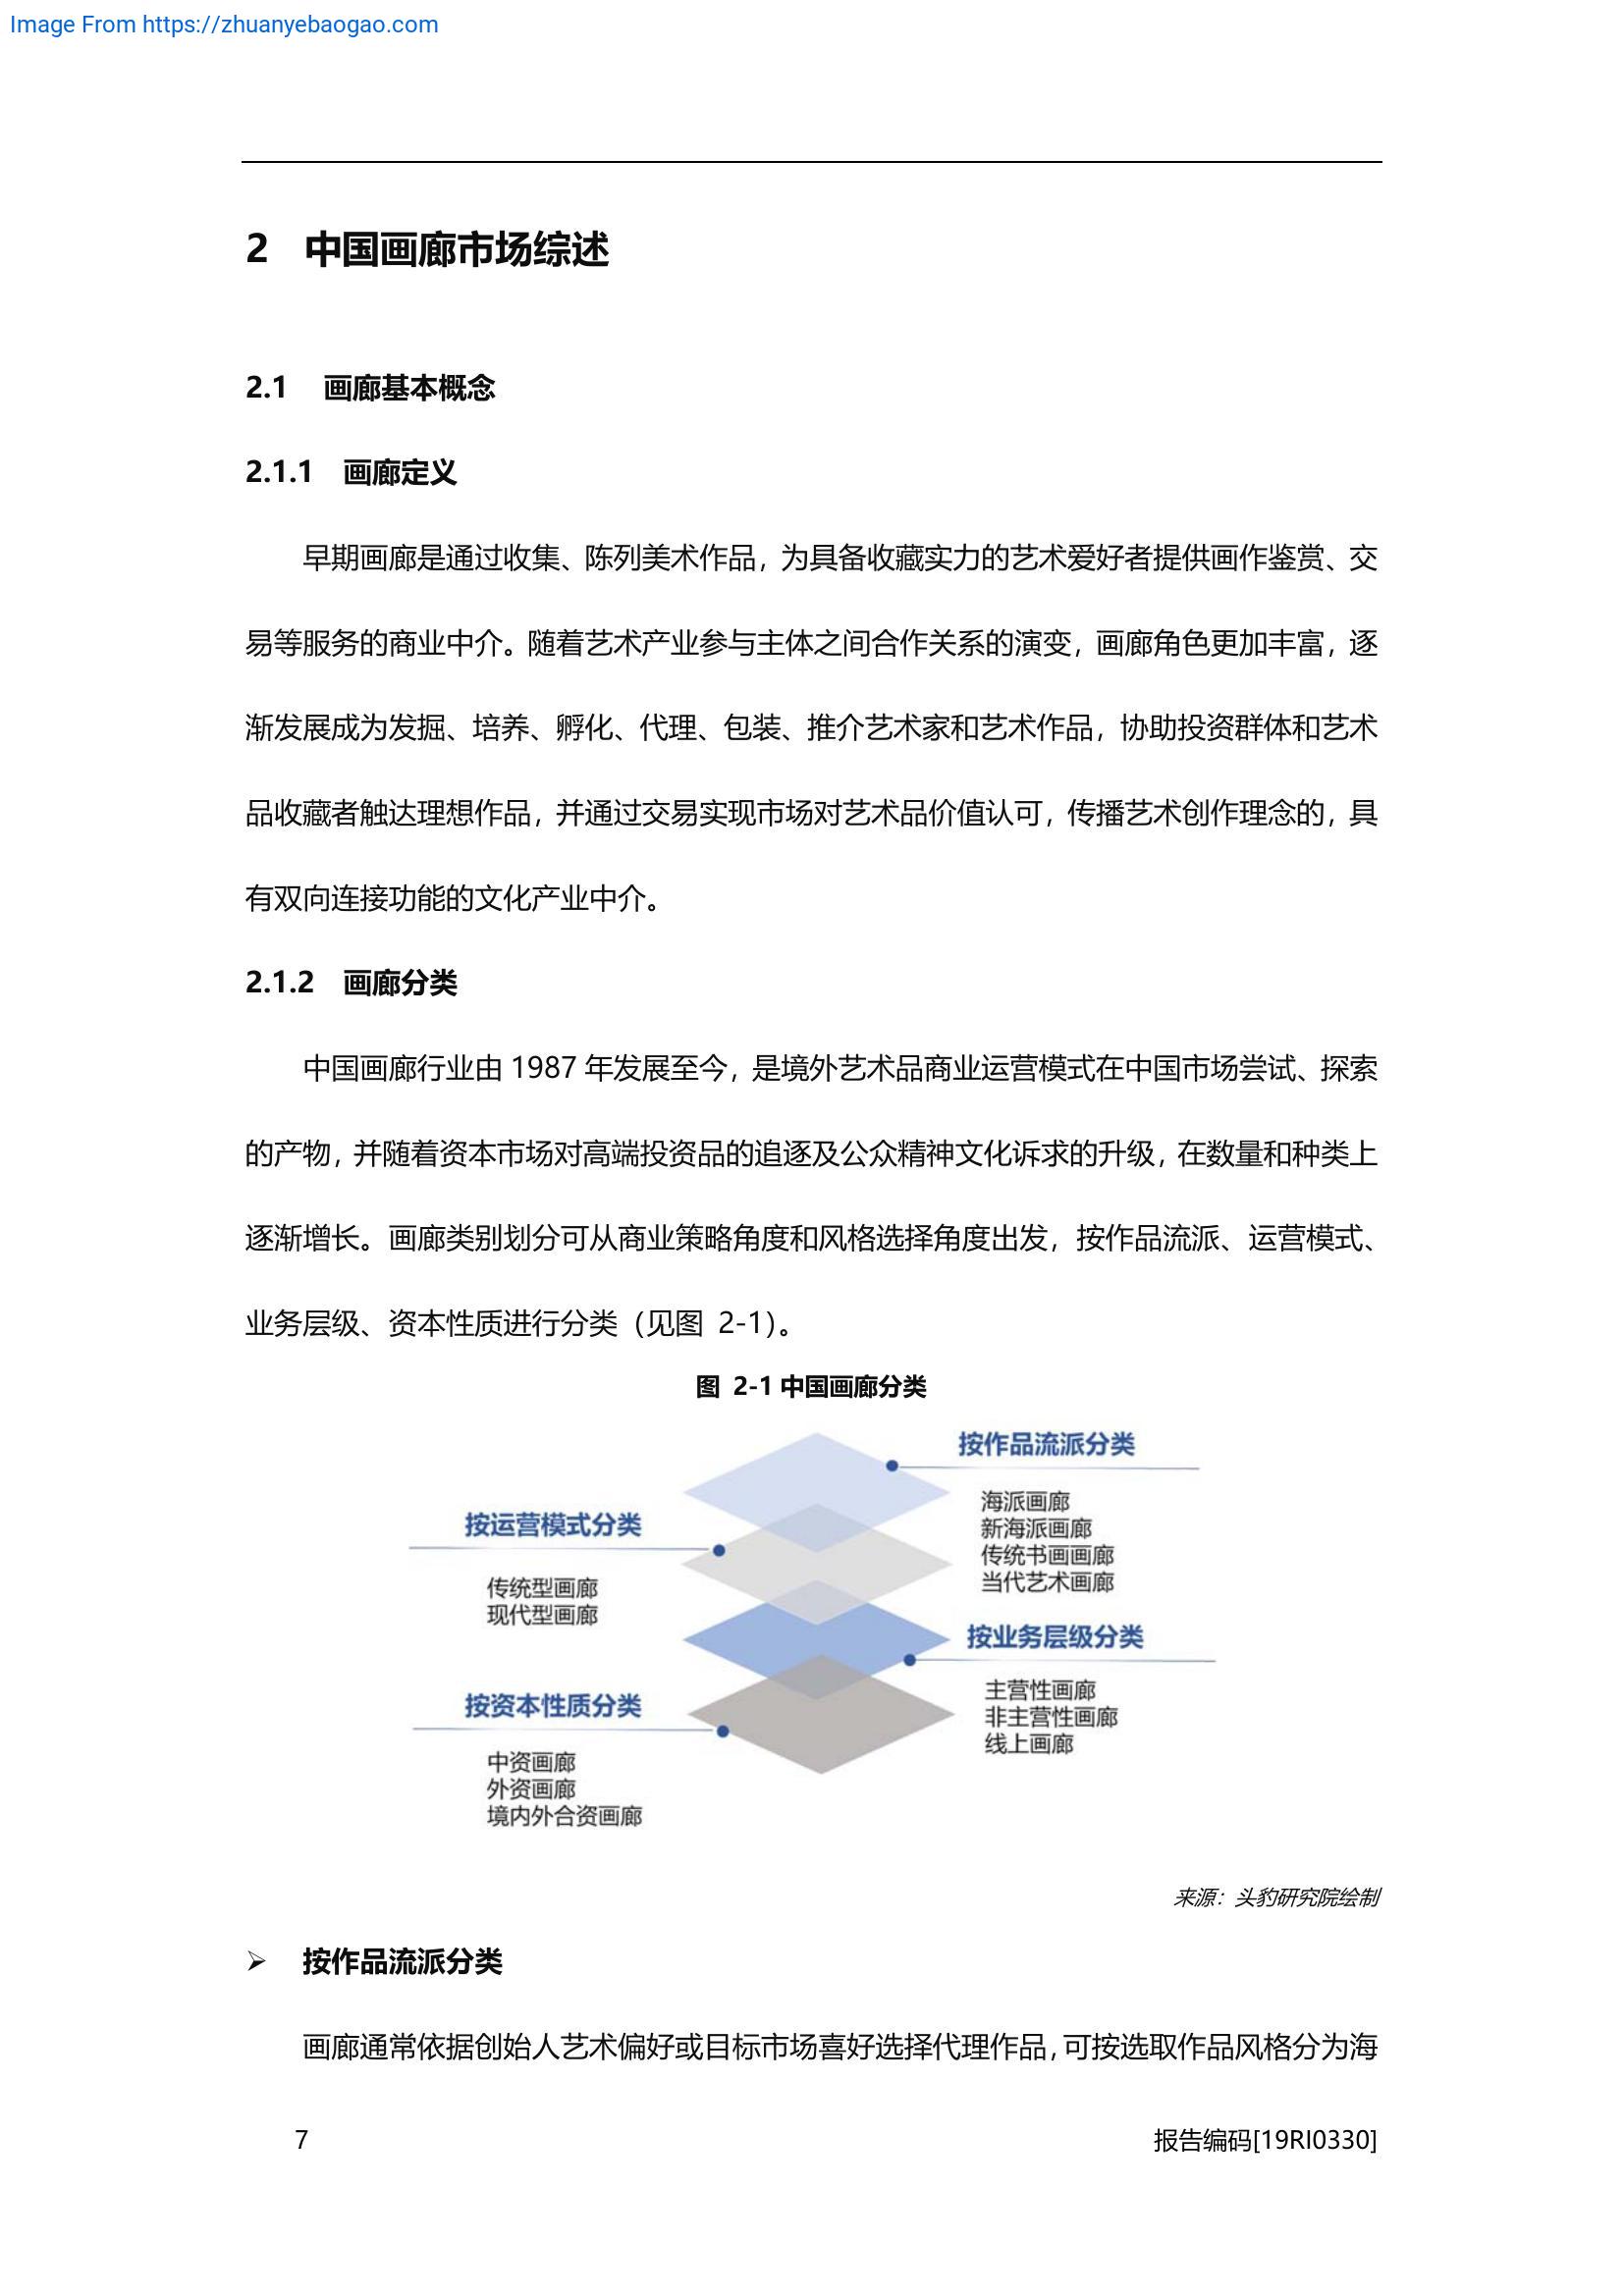 Image From https://zhuanyebaogao.com
2 中国画廊市场综述
2.1 画廊基本概念
2.1.1 画廊定义
早期画廊是通过收集、陈列美术作品，为具备收藏实力的艺术爱好者提供画作鉴赏、交
易等服务的商业中介。随着艺术产业参与主体之间合作关系的演变，画廊角色更加丰富，逐
渐发展成为发掘、培养、孵化、代理、包装、推介艺术家和艺术作品，协助投资群体和艺术
品收藏者触达理想作品，并通过交易实现市场对艺术品价值认可，传播艺术创作理念的，具
有双向连接功能的文化产业中介。
2.1.2 画廊分类
中国画廊行业由 1987 年发展至今，是境外艺术品商业运营模式在中国市场尝试、探索
的产物，并随着资本市场对高端投资品的追逐及公众精神文化诉求的升级，在数量和种类上
逐渐增长。画廊类别划分可从商业策略角度和风格选择角度出发，按作品流派、运营模式、
业务层级、资本性质进行分类（见图 2-1）。
图 2-1 中国画廊分类
按作品流派分类
海派画廊
新海派画廊
传统书画画廊
当代艺术画廊
按运营模式分类
传统型画廊
现代型画廊
按业务层级分类
主营性画廊
非主营性画廊
线上画廊
按资本性质分类
中资画廊
外资画廊
境内外合资画廊
来源：头豹研究院绘制
➢ 按作品流派分类
画廊通常依据创始人艺术偏好或目标市场喜好选择代理作品，可按选取作品风格分为海
7 报告编码[19RI0330]